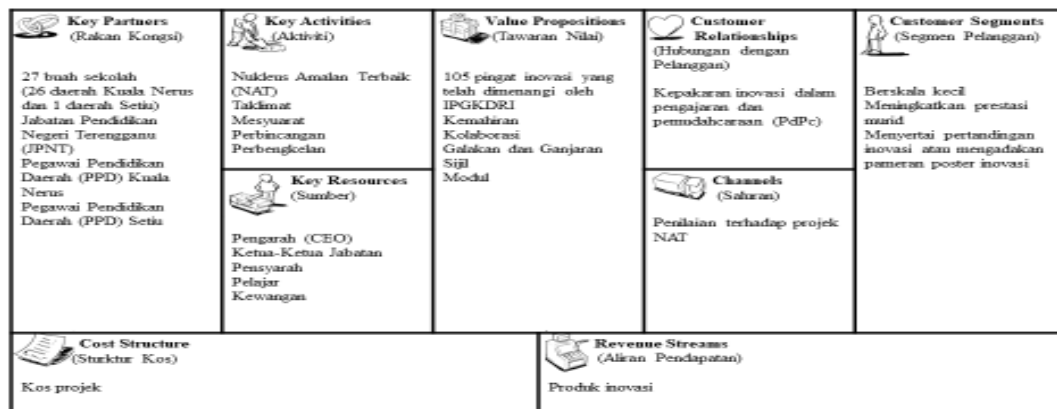 Key Partners
(Rakan Kongsi)
27 buah sekolah
(26 daerah Kuala Nerus
dan 1 daerah Setiu)
Jabatan Pendidikan
Negeri Terengganu
(JPNT)
Pegawai Pendidikan
Daerah (PPD) Kuala
Nerus
Pegawai Pendidikan
Daerah (PPD) Setiu
Key Activities
(Aktiviti)
Nukleus Amalan Terbaik
(NAT)
Taklimat
Mesyuarat
Perbincangan
Perbengkelan
Key Resources
(Sumber)
Pengarah (CEO)
Ketua-Ketua Jabatan
Pensyarah
Pelajar
Kewangan
Value Propositions
(Tawaran Nilai)
105 pingat inovasi yang
telah dimenangi oleh
IPGKDRI
Kemahiran
Kolaborasi
Galakan dan Ganjaran
Sijil
Modul
Customer
Relationships
(Hubungan dengan
Pelanggan)
Kepakaran inovasi dalam
pengajaran dan
pemudahcaraan (PdPc)
Channels
(Saluran)
Penilaian terhadap projek
NAT
Customer Segments
(Segmen Pelanggan)
Berskala kecil
Meningkatkan prestasi
murid
Menyertai pertandingan
inovasi atau mengadakan
pameran poster inovasi
Cost Structure
(Sturktur Kos)
Kos projek
Revenue Streams
(Aliran Pendapatan)
Produk inovasi